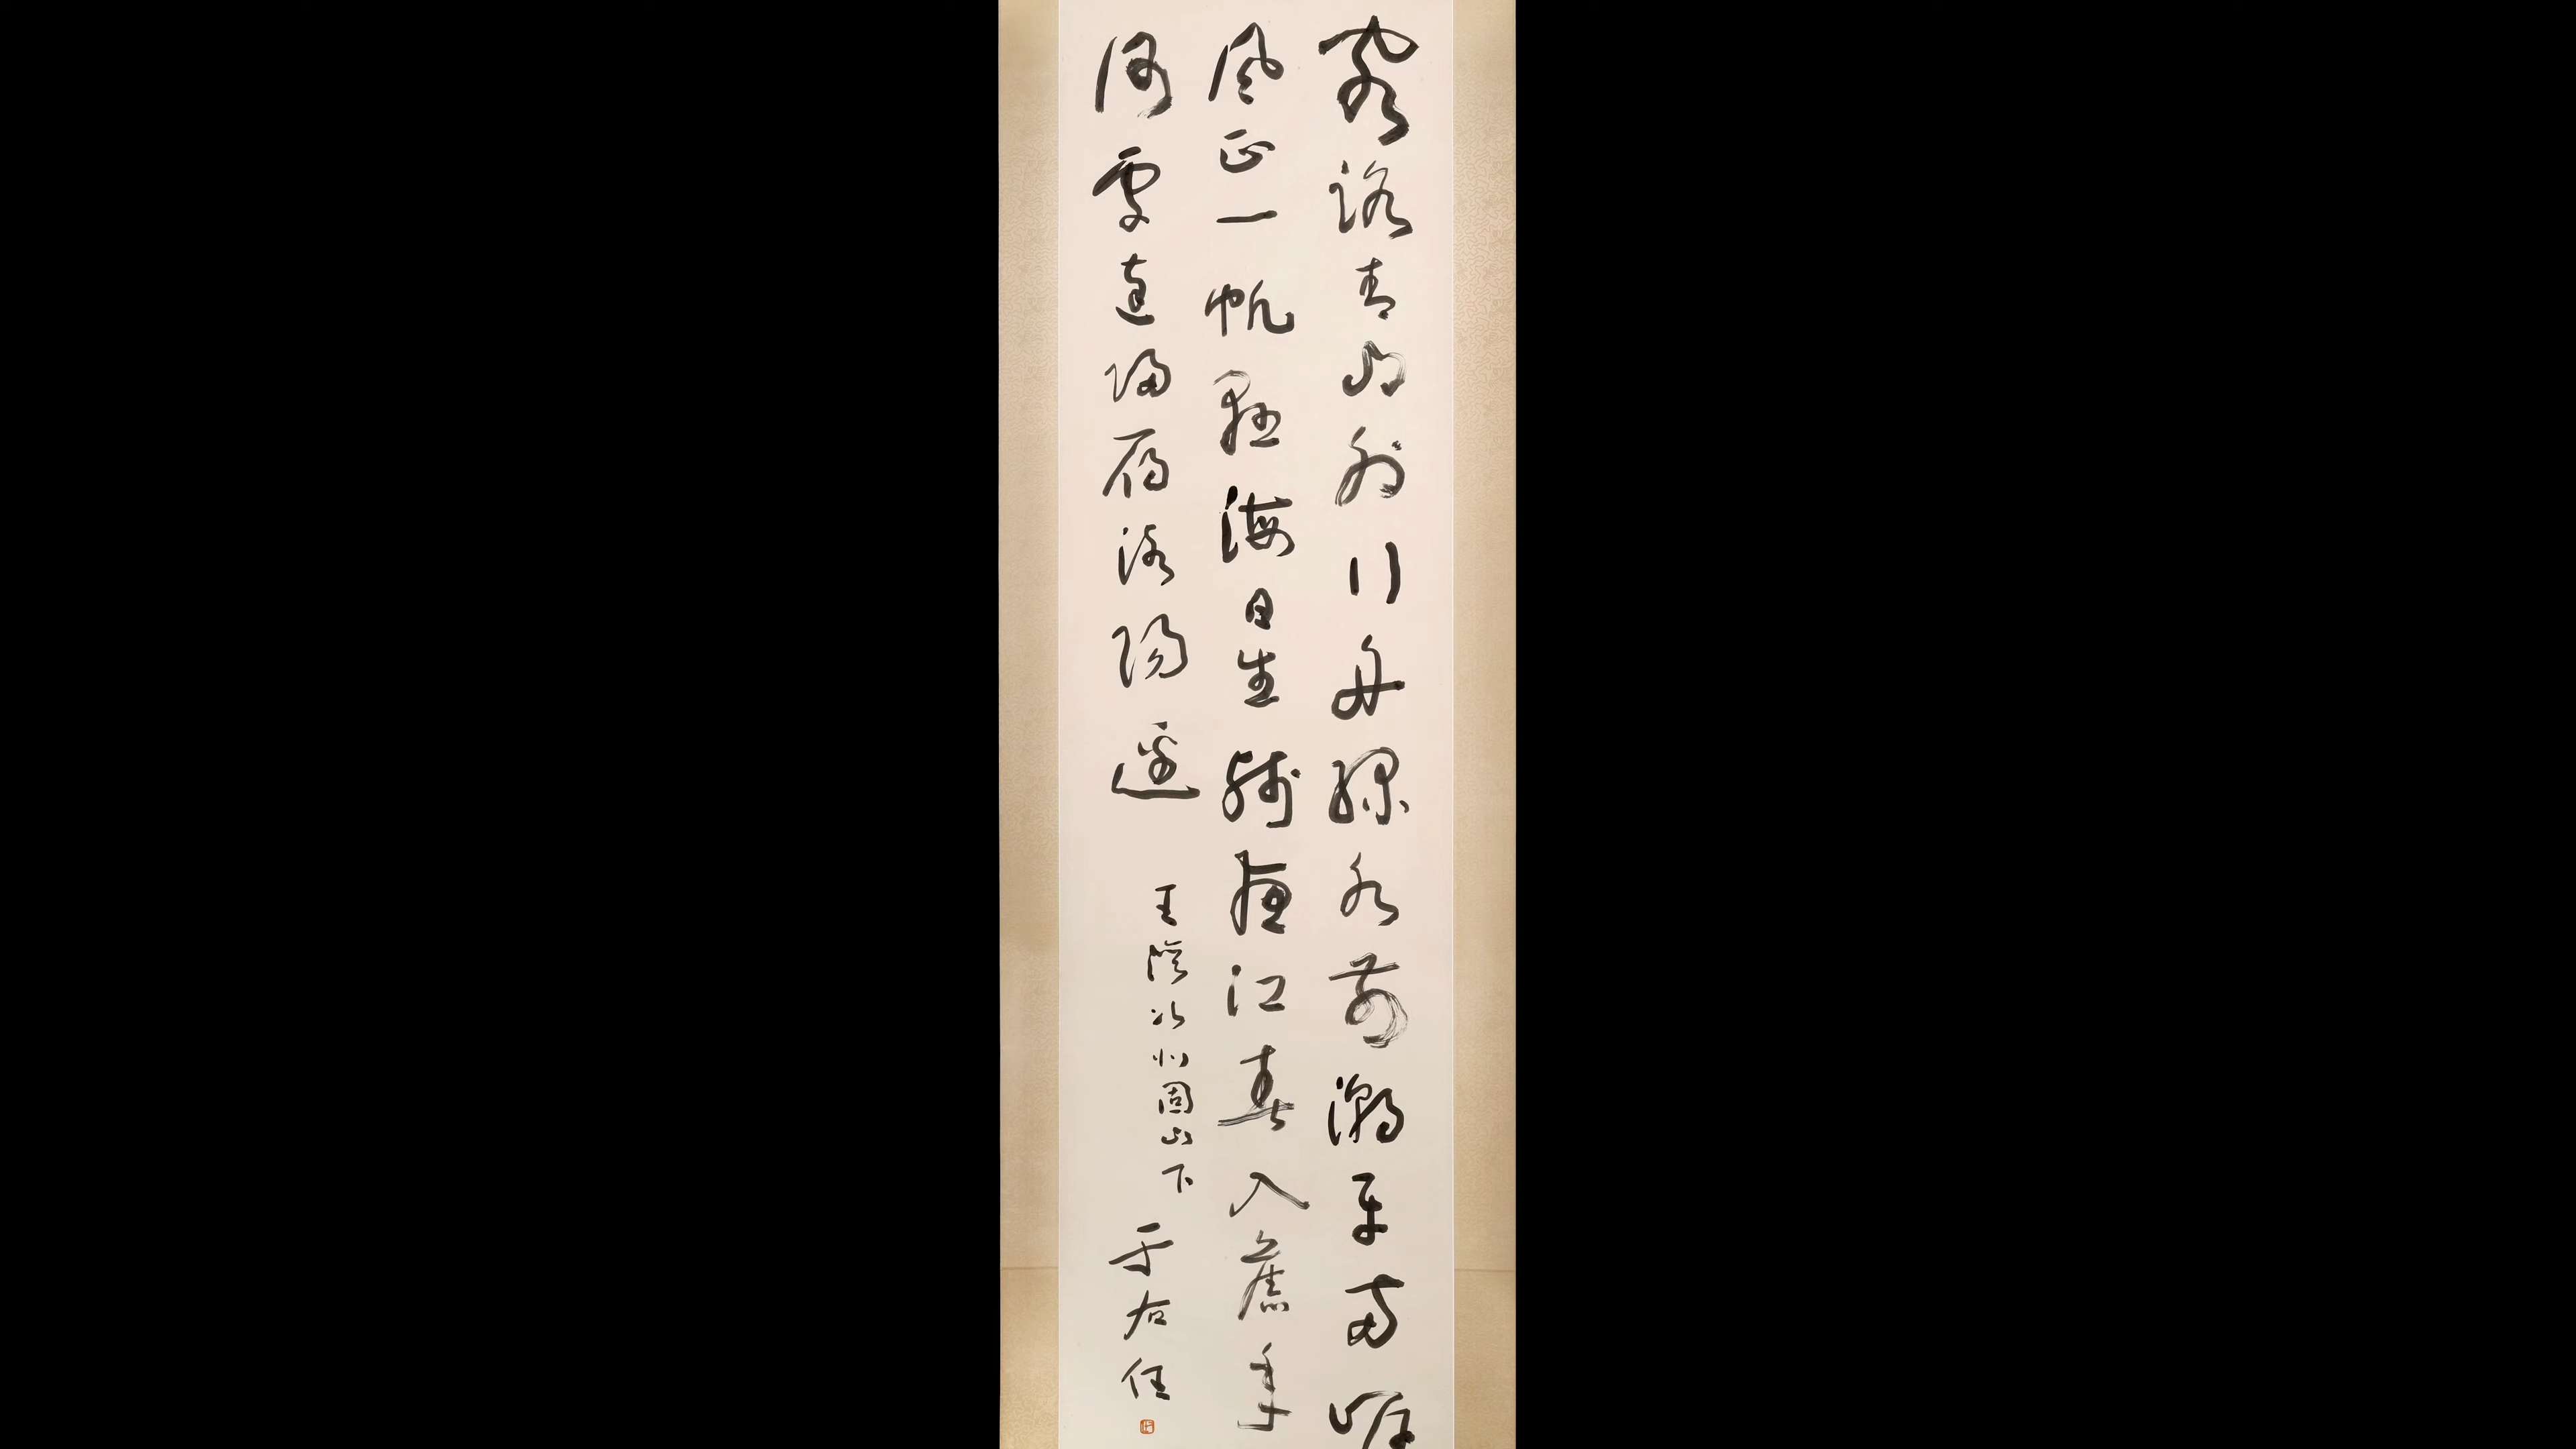 客路青山外行舟綠水前潮平兩岸
風正一帆懸海日生殘夜江春入舊年
何處達歸雁洛陽邊
王灣次北固山下
于右任